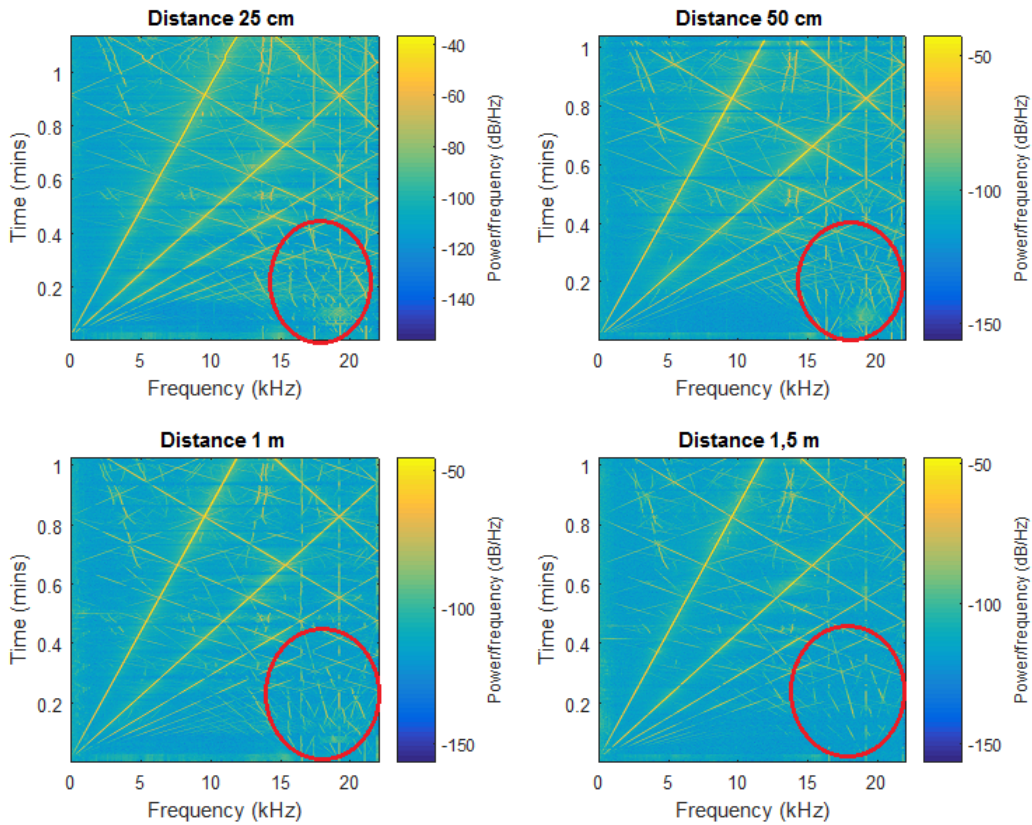 Distance 25 cm
1
0.8
0.6
0.4
0.2
0 5 10 15 20
Time (mins)
Frequency (kHz)
-40
-60
-80
-100
-120
-140
Power/frequency (dB/Hz)
Distance 50 cm
1
0.8
0.6
0.4
0.2
0 5 10 15 20
Time (mins)
Frequency (kHz)
-50
-100
-150
Power/frequency (dB/Hz)
Distance 1 m
1
0.8
0.6
0.4
0.2
0 5 10 15 20
Time (mins)
Frequency (kHz)
-50
-100
-150
Power/frequency (dB/Hz)
Distance 1,5 m
1
0.8
0.6
0.4
0.2
0 5 10 15 20
Time (mins)
Frequency (kHz)
-50
-100
-150
Power/frequency (dB/Hz)